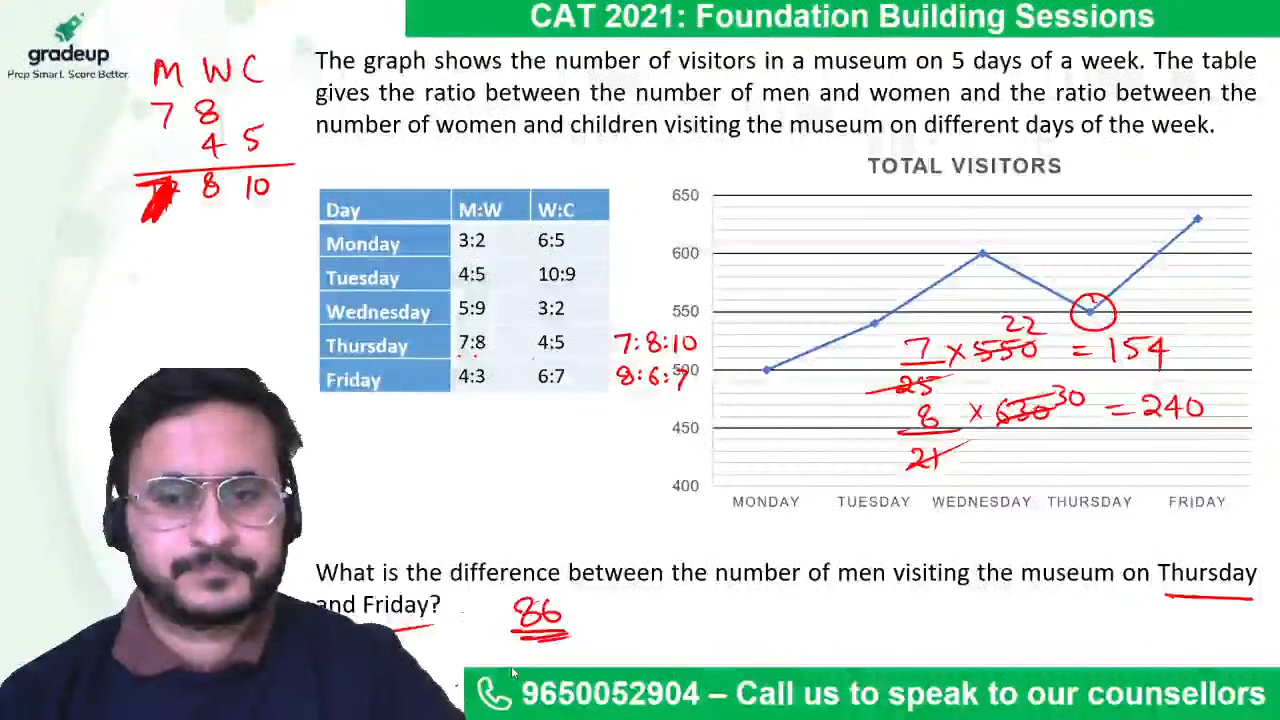 CAT 2021: Foundation Building Sessions
gradeup
Prep Smart. Score Better.
M W C
7 8
4 5
8 10
The graph shows the number of visitors in a museum on 5 days of a week. The table
gives the ratio between the number of men and women and the ratio between the
number of women and children visiting the museum on different days of the week.
Day M:W W:C
Monday 3:2 6:5
Tuesday 4:5 10:9
Wednesday 5:9 3:2
Thursday 7:8 4:5 7:8:10
Friday 4:3 6:7 8:6:7
TOTAL VISITORS
650
600
550
500
450
400
22
7 × 550 = 154
25
30
8 × 630 = 240
21
MONDAY TUESDAY WEDNESDAY THURSDAY FRIDAY
What is the difference between the number of men visiting the museum on Thursday
and Friday?
86
9650052904 – Call us to speak to our counsellors